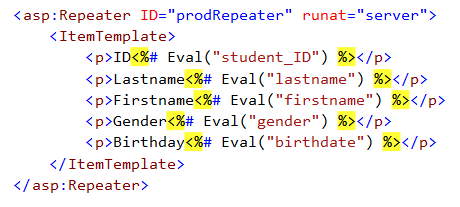 <asp:Repeater ID="prodRepeater" runat="server">
<ItemTemplate>
<p>ID<%# Eval("student_ID") %></p>
<p>Lastname<%# Eval("lastname") %></p>
<p>Firstname<%# Eval("firstname") %></p>
<p>Gender<%# Eval("gender") %></p>
<p>Birthday<%# Eval("birthdate") %></p>
</ItemTemplate>
</asp:Repeater>